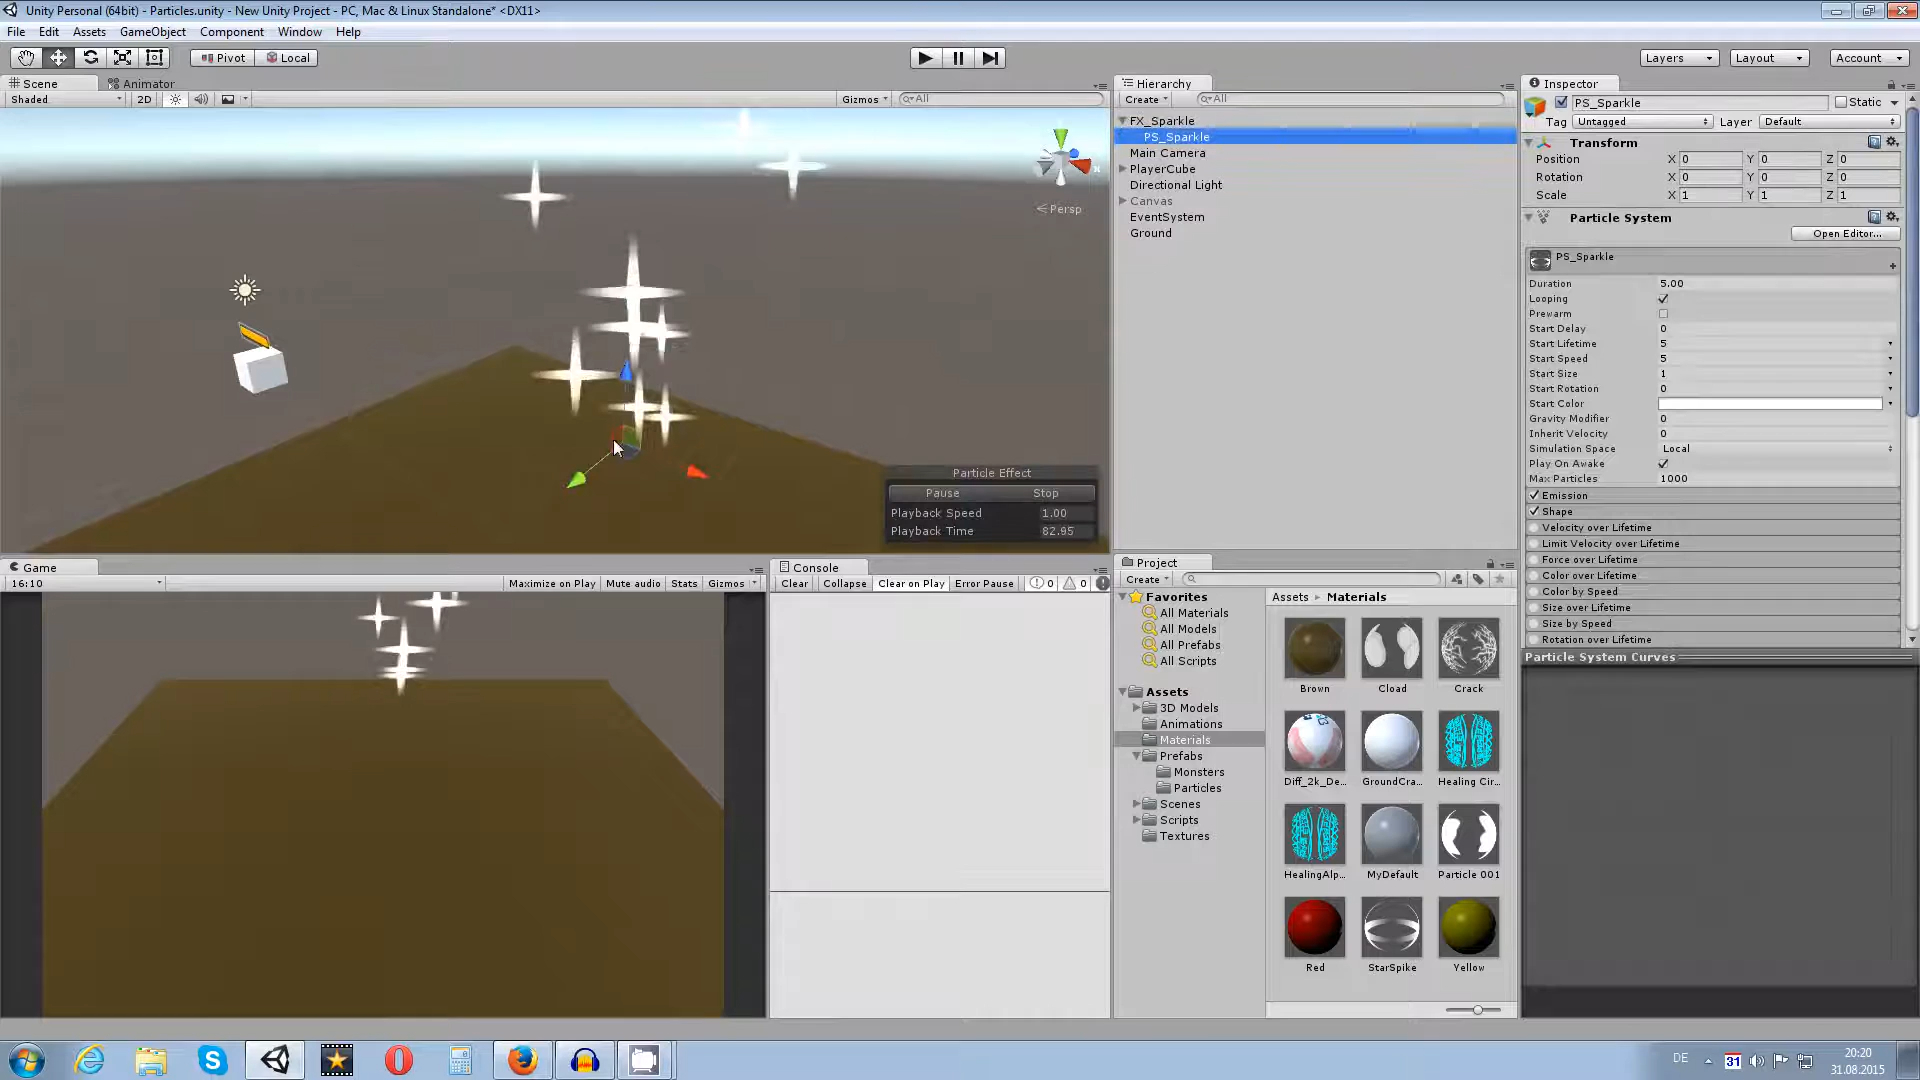 Unity Personal (64bit) - Particles.unity - New Unity Project - PC, Mac & Linux Standalone* <DX11>
File Edit Assets GameObject Component Window Help
Pivot Local Layers Layout Account
Scene Animator
Shaded 2D Gizmos All
Persp
x
Particle Effect
Pause Stop
Playback Speed 1.00
Playback Time 82.95
Hierarchy
Create All
FX_Sparkle
PS_Sparkle
Main Camera
PlayerCube
Directional Light
Canvas
EventSystem
Ground
Inspector
PS_Sparkle Static
Tag Untagged Layer Default
Transform
Position X 0 Y 0 Z 0
Rotation X 0 Y 0 Z 0
Scale X 1 Y 1 Z 1
Particle System
Open Editor...
PS_Sparkle
Duration 5.00
Looping
Prewarm
Start Delay 0
Start Lifetime 5
Start Speed 5
Start Size 1
Start Rotation 0
Start Color
Gravity Modifier 0
Inherit Velocity 0
Simulation Space Local
Play On Awake
Max Particles 1000
Emission
Shape
Velocity over Lifetime
Limit Velocity over Lifetime
Force over Lifetime
Color over Lifetime
Color by Speed
Size over Lifetime
Size by Speed
Rotation over Lifetime
Particle System Curves
Game
16:10 Maximize on Play Mute audio Stats Gizmos
Console
Clear Collapse Clear on Play Error Pause 0 0
Project
Create
Favorites
All Materials
All Models
All Prefabs
All Scripts
Assets
3D Models
Animations
Materials
Prefabs
Monsters
Particles
Scenes
Scripts
Textures
Assets Materials
Brown Cload Crack
Diff_2k_De... GroundCra... Healing Cir...
HealingAlp... MyDefault Particle 001
Red StarSpike Yellow
DE 31 20:20
31.08.2015